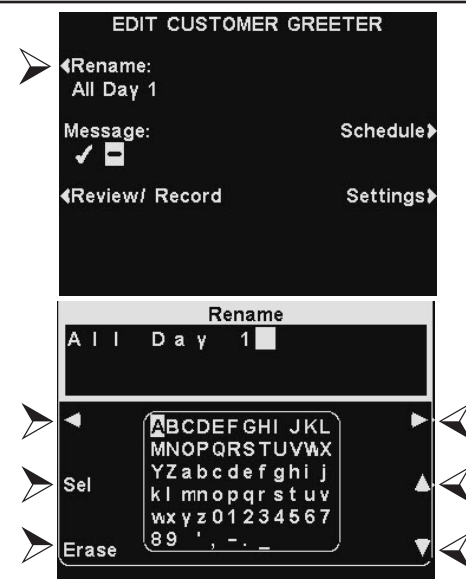 EDIT CUSTOMER GREETER
Rename:
All Day 1
Message:
Schedule
Review/ Record
Settings
Rename
All Day 1
ABCDEFGHIJKL
MNOPQRSTUVWX
YZabcdefghij
klmnopqrstuv
wxyz01234567
89 ',-._
Sel
Erase